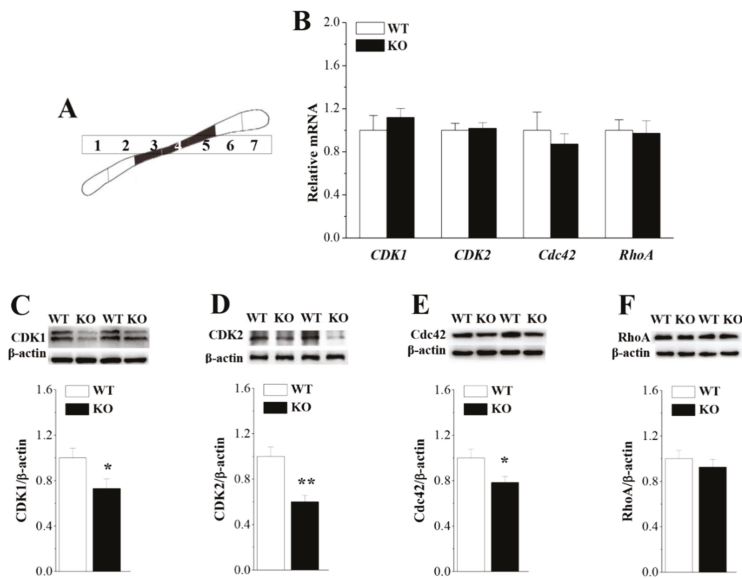 A
1 2 3 4 5 6 7
B
WT
KO
Relative mRNA
2.0
1.6
1.2
0.8
0.4
0.0
CDK1 CDK2 Cdc42 RhoA
C
WT KO WT KO
CDK1
β-actin
WT
KO
CDK1/β-actin
1.6
1.2
0.8
0.4
0.0
*
D
WT KO WT KO
CDK2
β-actin
WT
KO
CDK2/β-actin
1.6
1.2
0.8
0.4
0.0
**
E
WT KO WT KO
Cdc42
β-actin
WT
KO
Cdc42/β-actin
1.6
1.2
0.8
0.4
0.0
*
F
WT KO WT KO
RhoA
β-actin
WT
KO
RhoA/β-actin
1.6
1.2
0.8
0.4
0.0